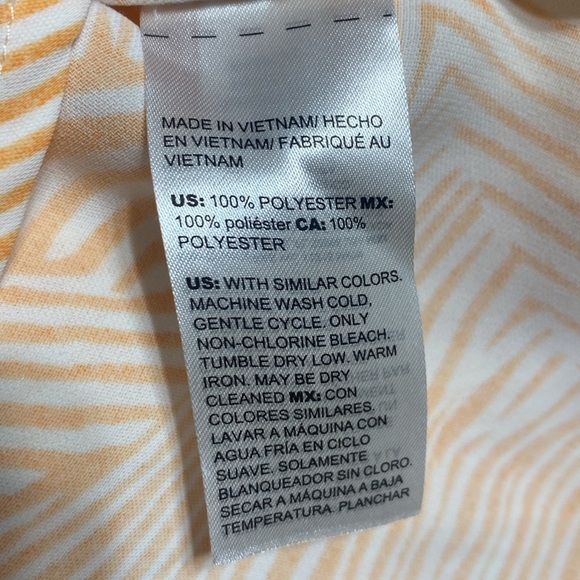 MADE IN VIETNAM/ HECHO
EN VIETNAM/ FABRIQUÉ AU
VIETNAM
US: 100% POLYESTER MX:
100% poliéster CA: 100%
POLYESTER
US: WITH SIMILAR COLORS.
MACHINE WASH COLD,
GENTLE CYCLE. ONLY
NON-CHLORINE BLEACH.
TUMBLE DRY LOW. WARM
IRON. MAY BE DRY
CLEANED MX: CON
COLORES SIMILARES.
LAVAR A MÁQUINA CON
AGUA FRÍA EN CICLO
SUAVE. SOLAMENTE
BLANQUEADOR SIN CLORO.
SECAR A MÁQUINA A BAJA
TEMPERATURA. PLANCHAR